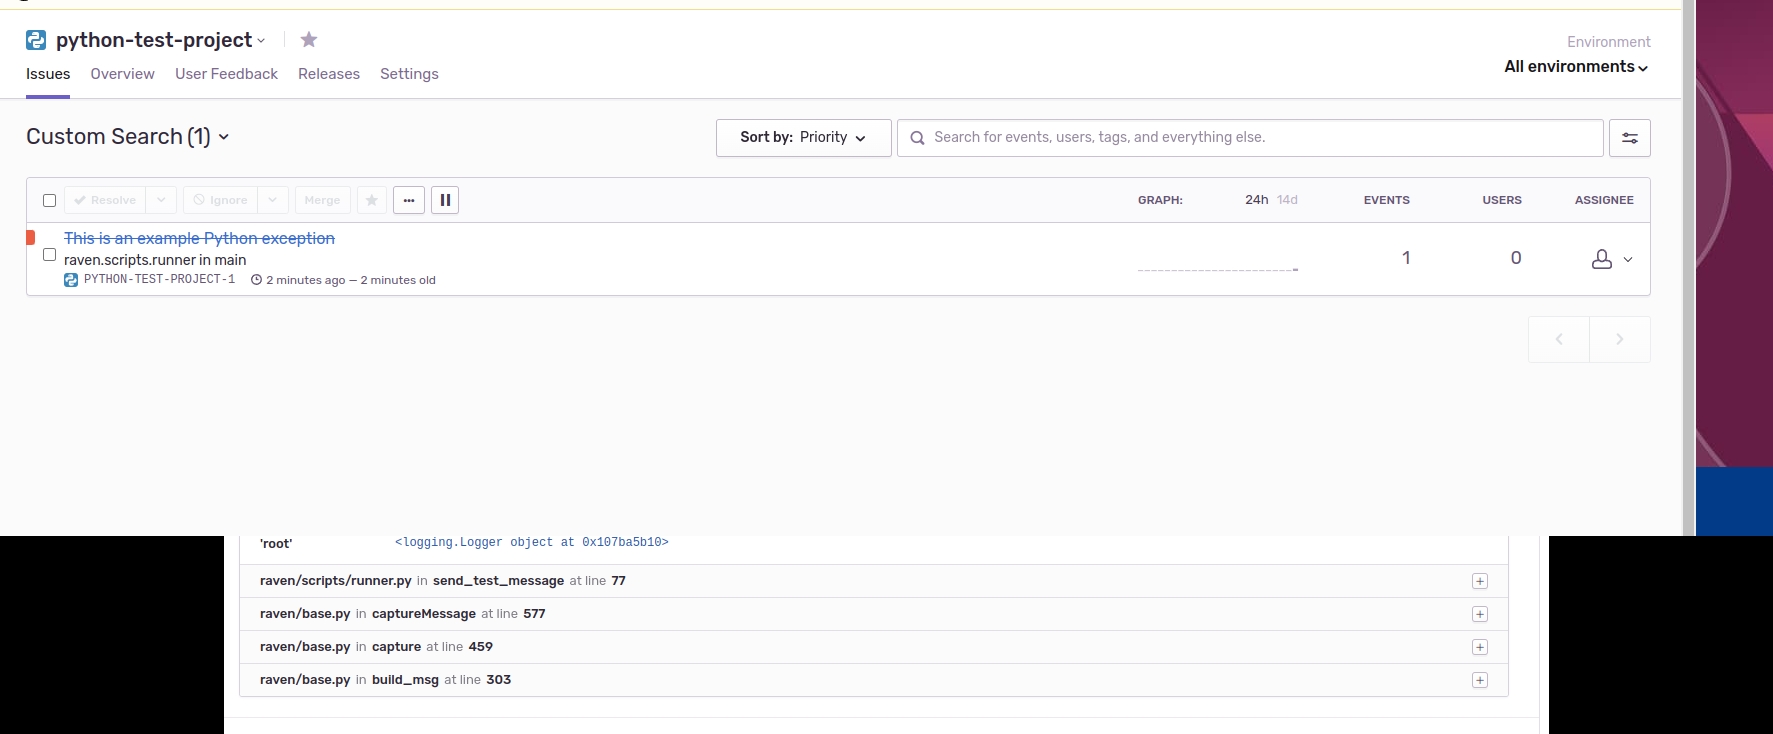 python-test-project
Issues Overview User Feedback Releases Settings
Environment
All environments
Custom Search (1)
Sort by: Priority
Search for events, users, tags, and everything else.
Resolve Ignore Merge ...
GRAPH: 24h 14d EVENTS USERS ASSIGNEE
This is an example Python exception
raven.scripts.runner in main
PYTHON-TEST-PROJECT-1 2 minutes ago — 2 minutes old
1 0
'root' <logging.Logger object at 0x107ba5b10>
raven/scripts/runner.py in send_test_message at line 77
raven/base.py in captureMessage at line 577
raven/base.py in capture at line 459
raven/base.py in build_msg at line 303